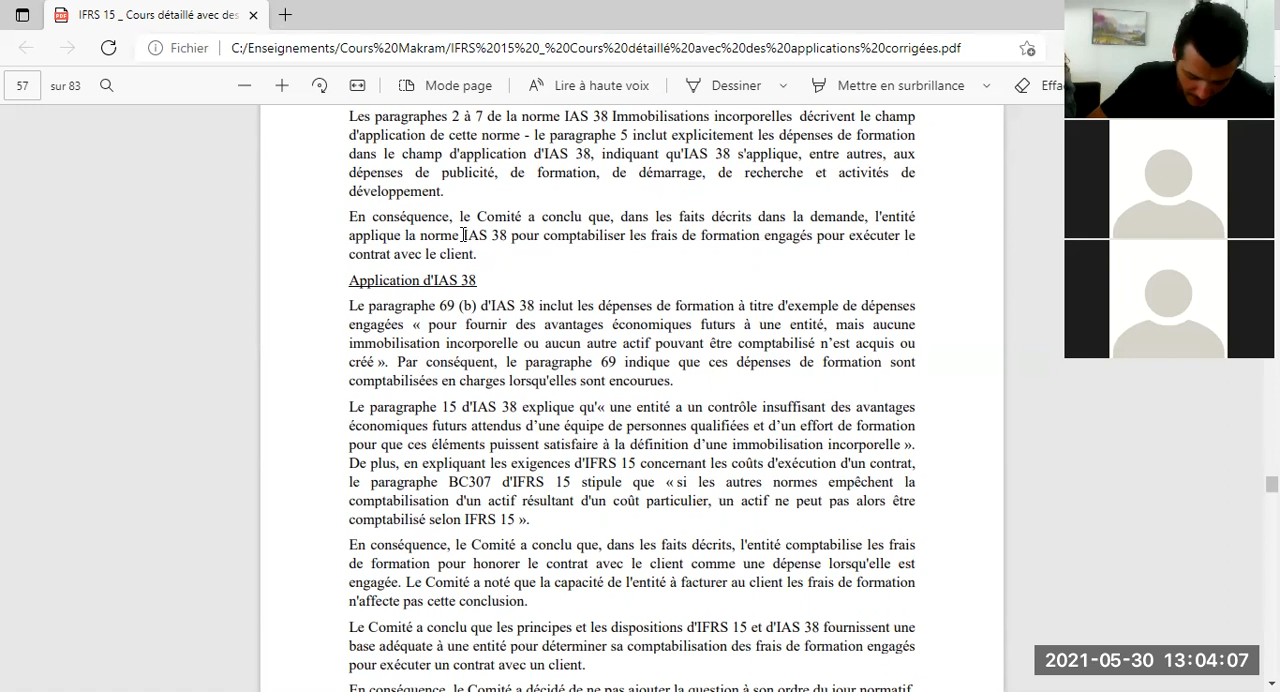 IFRS 15 _ Cours détaillé avec des
Fichier
C:/Enseignements/Cours%20Makram/IFRS%2015%20_%20Cours%20détaillé%20avec%20des%20applications%20corrigées.pdf
57 sur 83
Mode page
Lire à haute voix
Dessiner
Mettre en surbrillance
Effa
Les paragraphes 2 à 7 de la norme IAS 38 Immobilisations incorporelles décrivent le champ
d'application de cette norme - le paragraphe 5 inclut explicitement les dépenses de formation
dans le champ d'application d'IAS 38, indiquant qu'IAS 38 s'applique, entre autres, aux
dépenses de publicité, de formation, de démarrage, de recherche et activités de
développement.
En conséquence, le Comité a conclu que, dans les faits décrits dans la demande, l'entité
applique la norme IAS 38 pour comptabiliser les frais de formation engagés pour exécuter le
contrat avec le client.
Application d'IAS 38
Le paragraphe 69 (b) d'IAS 38 inclut les dépenses de formation à titre d'exemple de dépenses
engagées « pour fournir des avantages économiques futurs à une entité, mais aucune
immobilisation incorporelle ou aucun autre actif pouvant être comptabilisé n'est acquis ou
créé ». Par conséquent, le paragraphe 69 indique que ces dépenses de formation sont
comptabilisées en charges lorsqu'elles sont encourues.
Le paragraphe 15 d'IAS 38 explique qu'« une entité a un contrôle insuffisant des avantages
économiques futurs attendus d'une équipe de personnes qualifiées et d'un effort de formation
pour que ces éléments puissent satisfaire à la définition d'une immobilisation incorporelle ».
De plus, en expliquant les exigences d'IFRS 15 concernant les coûts d'exécution d'un contrat,
le paragraphe BC307 d'IFRS 15 stipule que « si les autres normes empêchent la
comptabilisation d'un actif résultant d'un coût particulier, un actif ne peut pas alors être
comptabilisé selon IFRS 15 ».
En conséquence, le Comité a conclu que, dans les faits décrits, l'entité comptabilise les frais
de formation pour honorer le contrat avec le client comme une dépense lorsqu'elle est
engagée. Le Comité a noté que la capacité de l'entité à facturer au client les frais de formation
n'affecte pas cette conclusion.
Le Comité a conclu que les principes et les dispositions d'IFRS 15 et d'IAS 38 fournissent une
base adéquate à une entité pour déterminer sa comptabilisation des frais de formation engagés
pour exécuter un contrat avec un client.
En conséquence, le Comité a décidé de ne pas ajouter la question à son ordre du jour normatif.
2021-05-30 13:04:07